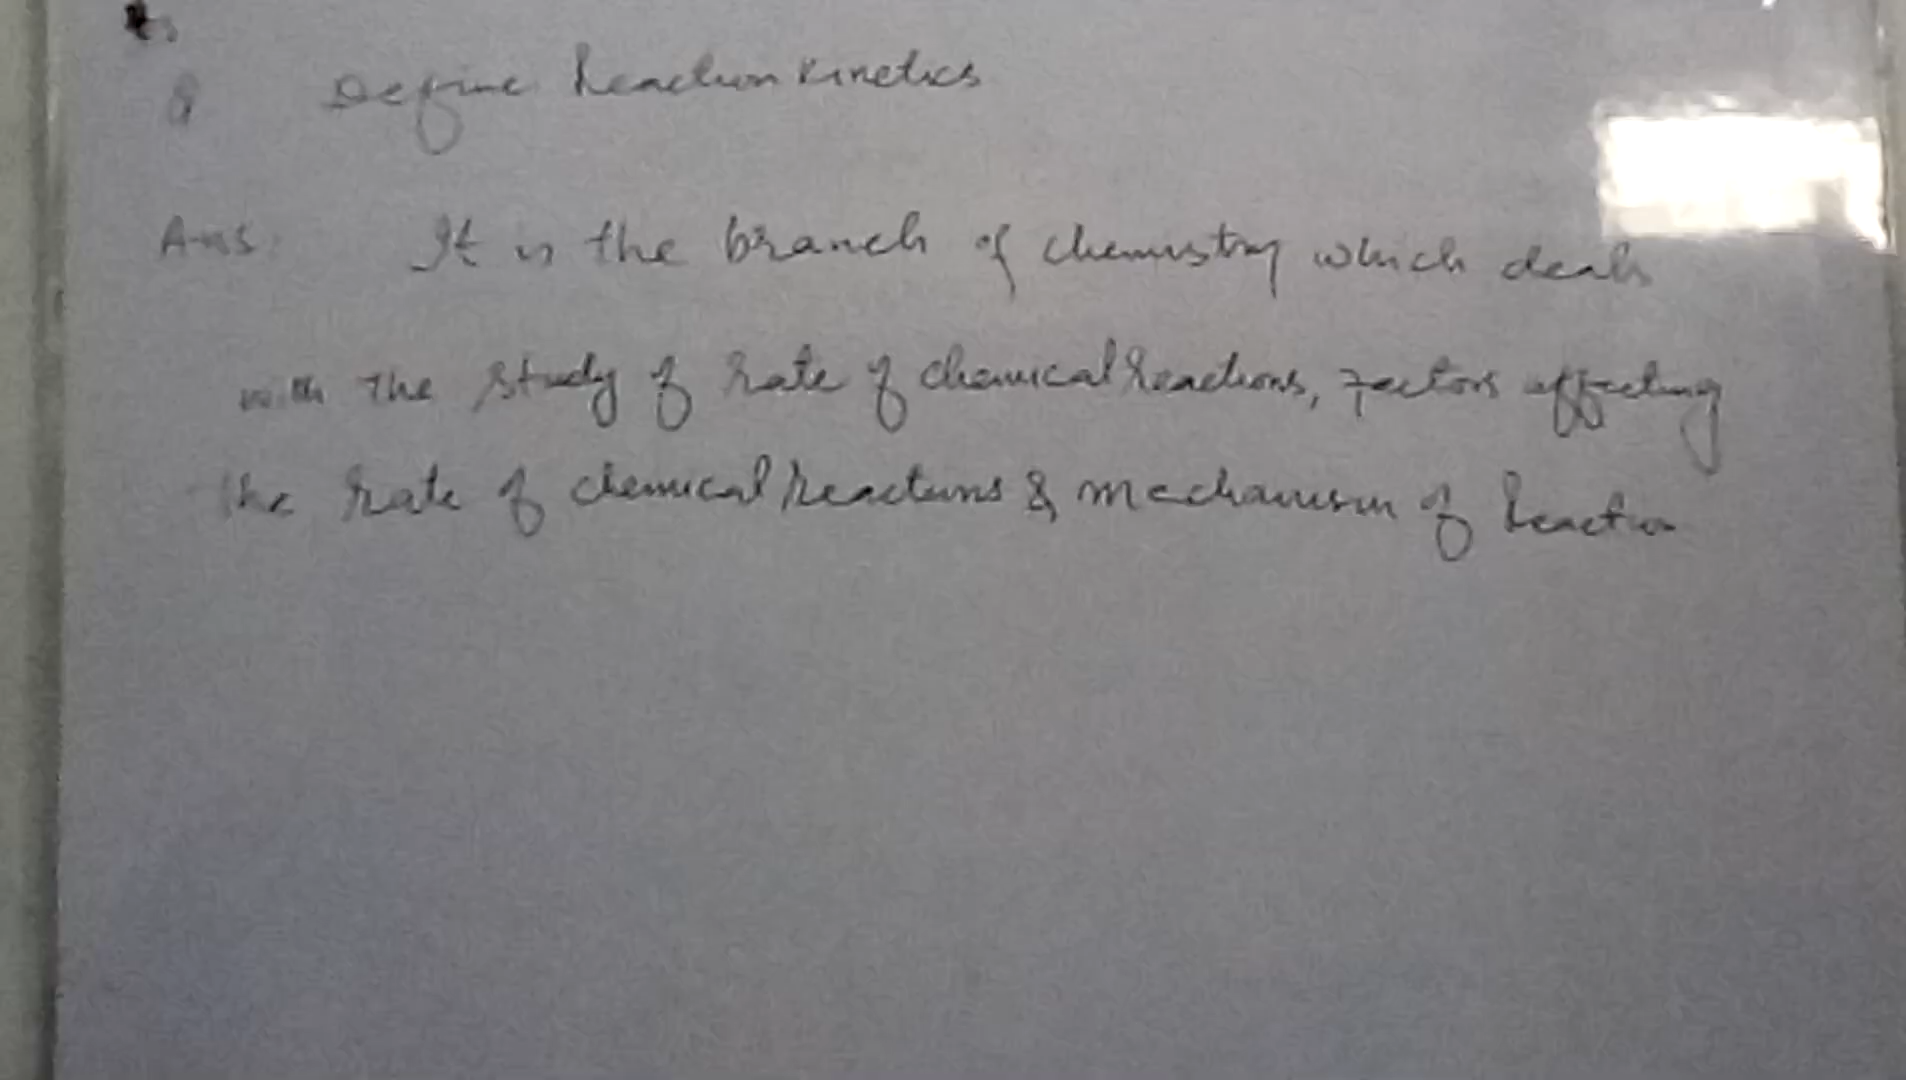 Q Define Reaction Kinetics
Ans: It is the branch of chemistry which deals
with the study of rate of chemical Reactions, Factors affecting
the rate of chemical reactions & mechanism of Reaction